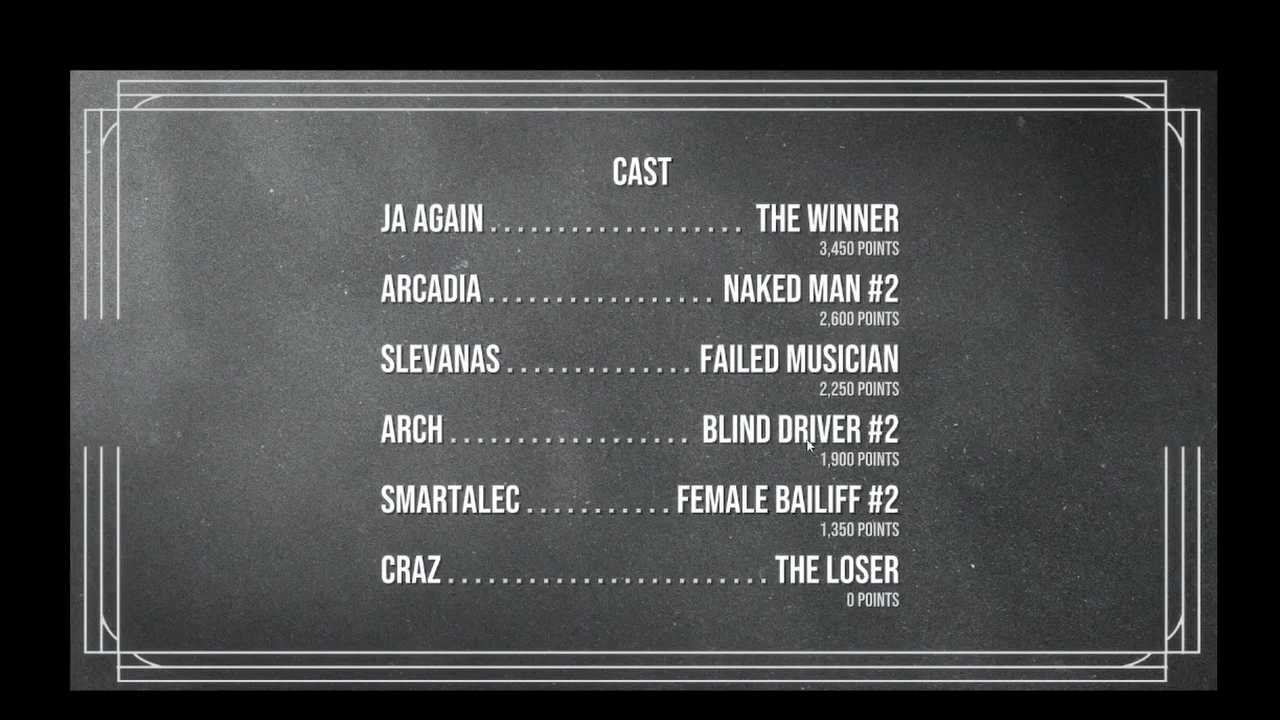 CAST
JA AGAIN . . . . . . . . . . . . . . . . . . . THE WINNER
3,450 POINTS
ARCADIA . . . . . . . . . . . . . . . . . NAKED MAN #2
2,600 POINTS
SLEVANAS . . . . . . . . . . . . . . FAILED MUSICIAN
2,250 POINTS
ARCH . . . . . . . . . . . . . . . . . . BLIND DRIVER #2
1,900 POINTS
SMARTALEC . . . . . . . . . . . FEMALE BAILIFF #2
1,350 POINTS
CRAZ . . . . . . . . . . . . . . . . . . . . . . . . THE LOSER
0 POINTS